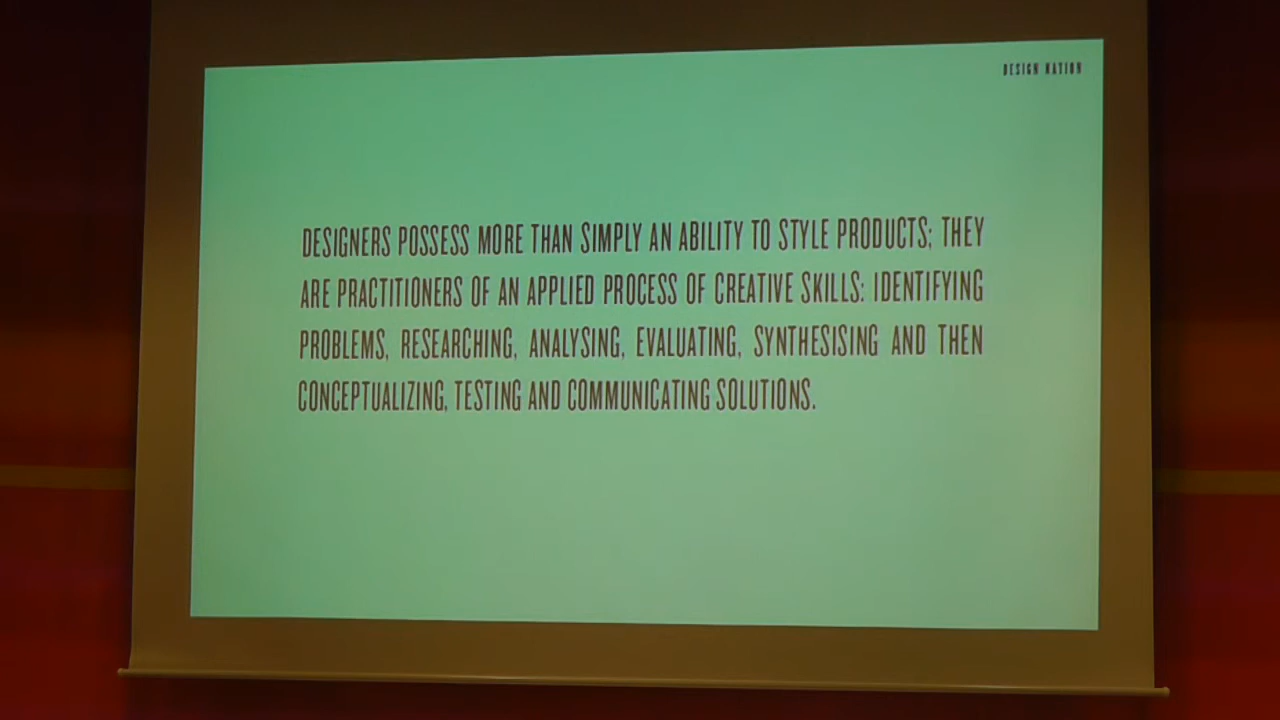 DESIGN NATION
DESIGNERS POSSESS MORE THAN SIMPLY AN ABILITY TO STYLE PRODUCTS; THEY
ARE PRACTITIONERS OF AN APPLIED PROCESS OF CREATIVE SKILLS: IDENTIFYING
PROBLEMS, RESEARCHING, ANALYSING, EVALUATING, SYNTHESISING AND THEN
CONCEPTUALIZING, TESTING AND COMMUNICATING SOLUTIONS.